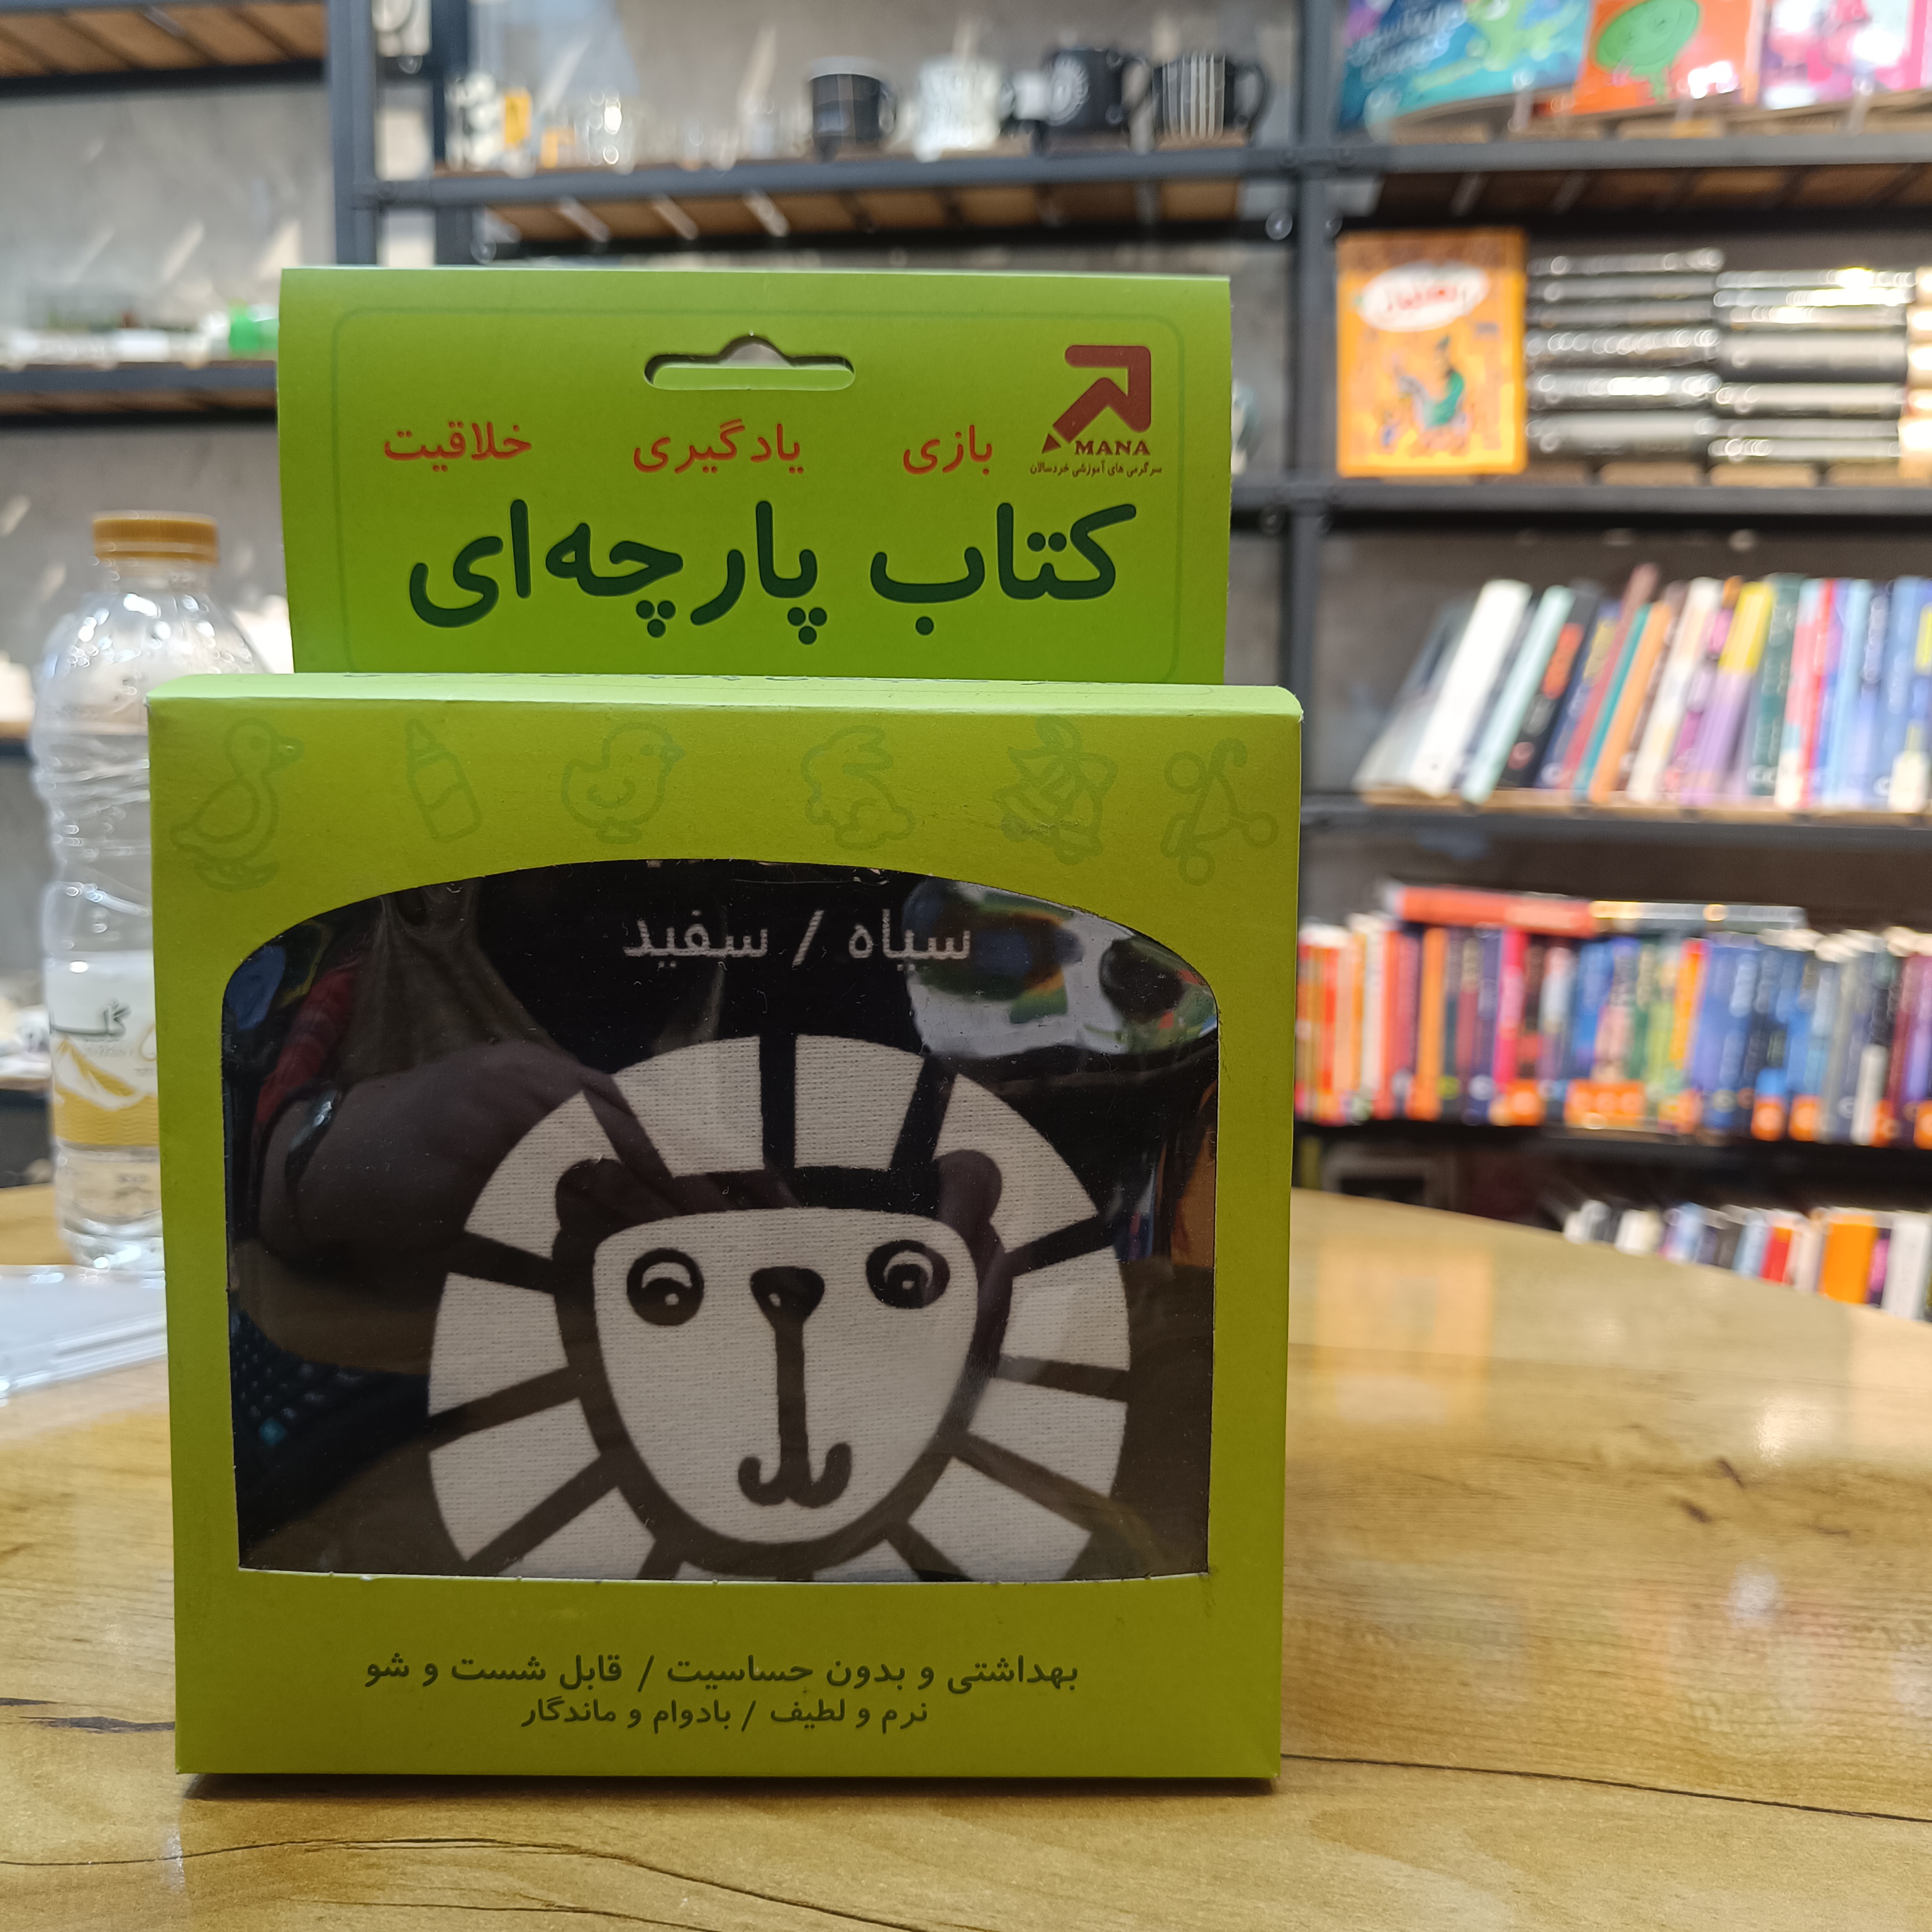 MANA
سرگرمی های آموزشی خردسالان
بازی یادگیری خلاقیت
کتاب پارچه‌ای
سیاه / سفید
بهداشتی و بدون حساسیت / قابل شست و شو
نرم و لطیف / بادوام و ماندگار